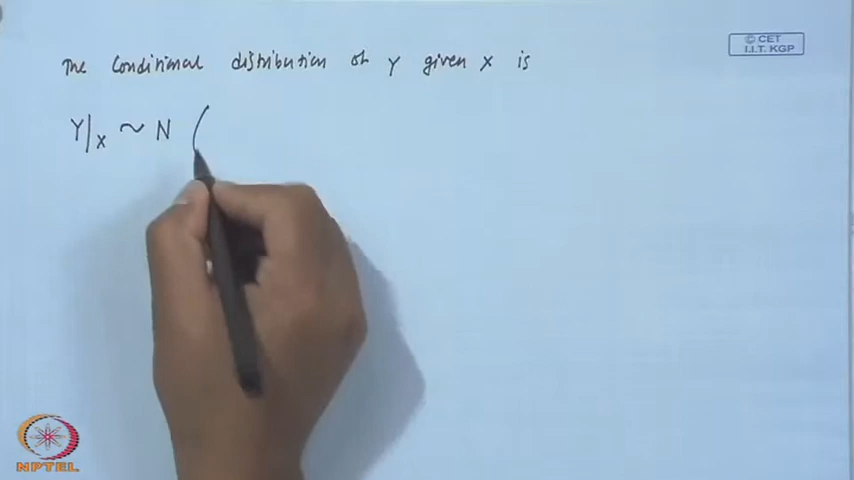 © CET
I.I.T. KGP
The conditional distribution of Y given X is
Y|x ~ N (
NPTEL